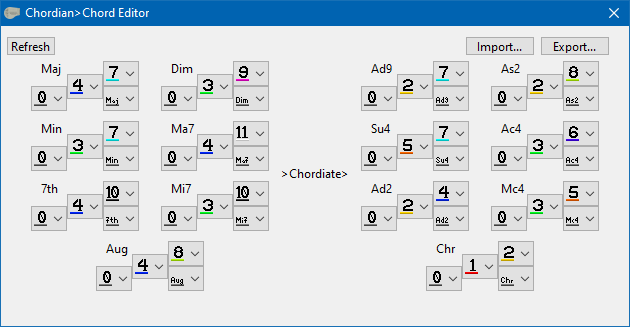 Chordian>Chord Editor
Refresh Import... Export...
Maj 7 Dim 9 Ad9 7 As2 8
4 3 2 2
0 Maj 0 Dim 0 Ad9 0 As2
Min 7 Ma7 11 Su4 7 Ac4 6
3 4 5 3
0 Min 0 Ma7 0 Su4 0 Ac4
>Chordiate>
7th 10 Mi7 10 Ad2 4 Mc4 5
4 3 2 3
0 7th 0 Mi7 0 Ad2 0 Mc4
Aug 8 Chr 2
4 1
0 Aug 0 Chr